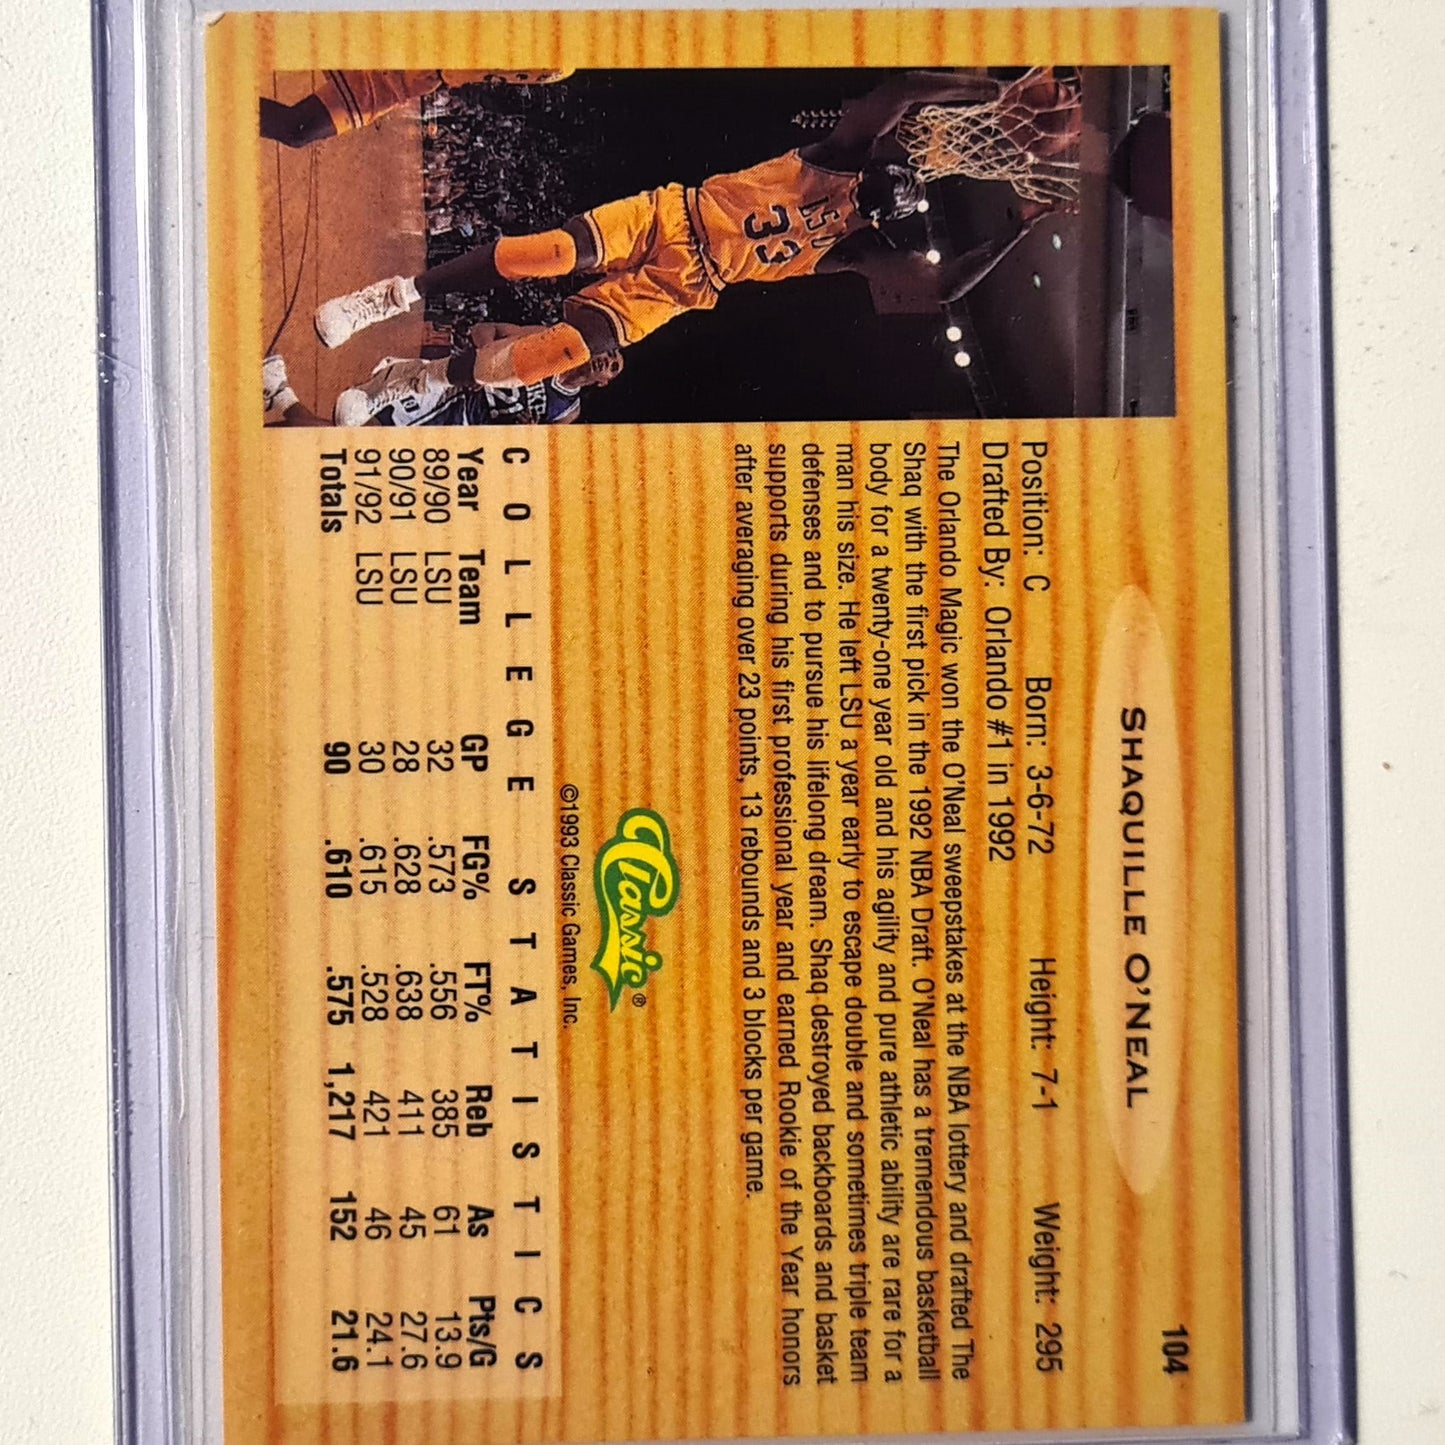 104
SHAQUILLE O'NEAL
Position: C Born: 3-6-72 Height: 7-1 Weight: 295
Drafted By: Orlando #1 in 1992
The Orlando Magic won the O'Neal sweepstakes at the NBA lottery and drafted The
Shaq with the first pick in the 1992 NBA Draft. O'Neal has a tremendous basketball
body for a twenty-one year old and his agility and pure athletic ability are rare for a
man his size. He left LSU a year early to escape double and sometimes triple team
defenses and to pursue his lifelong dream. Shaq destroyed backboards and basket
supports during his first professional year and earned Rookie of the Year honors
after averaging over 23 points, 13 rebounds and 3 blocks per game.
Classic®
©1993 Classic Games, Inc.
COLLEGE STATISTICS
Year Team GP FG% FT% Reb As Pts/G
89/90 LSU 32 .573 .556 385 61 13.9
90/91 LSU 28 .628 .638 411 45 27.6
91/92 LSU 30 .615 .528 421 46 24.1
Totals 90 .610 .575 1,217 152 21.6
LSU
33
21